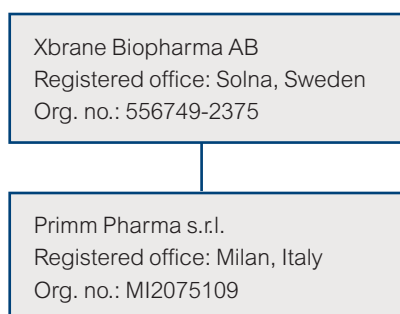 Xbrane Biopharma AB
Registered office: Solna, Sweden
Org. no.: 556749-2375
Primm Pharma s.r.l.
Registered office: Milan, Italy
Org. no.: MI2075109